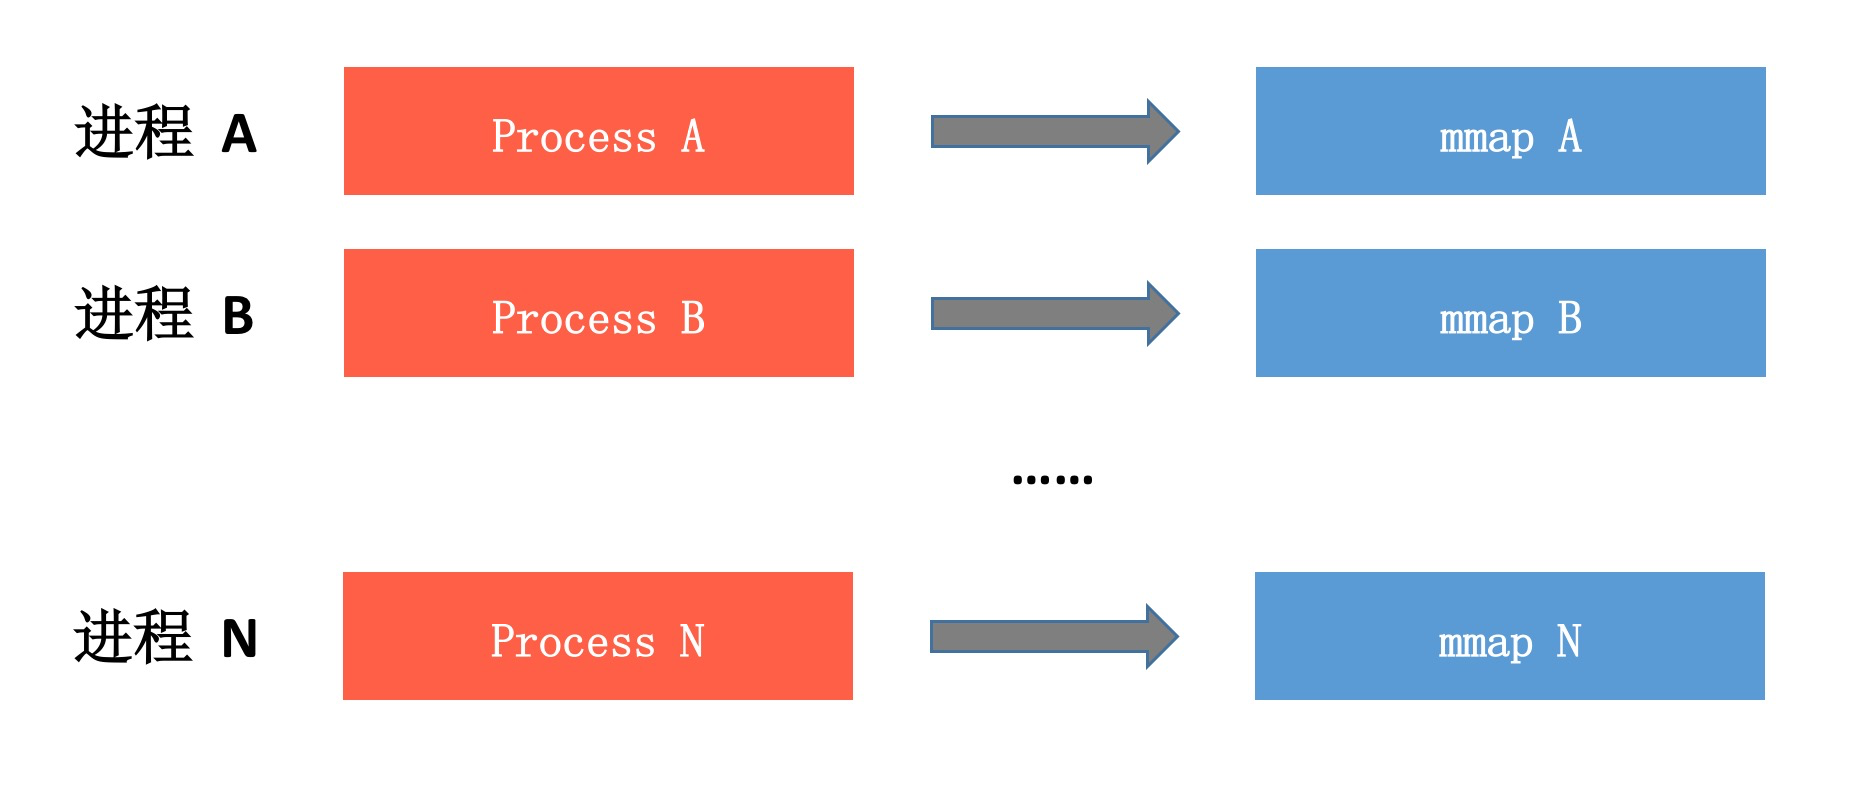 进程 A Process A mmap A
进程 B Process B mmap B
……
进程 N Process N mmap N